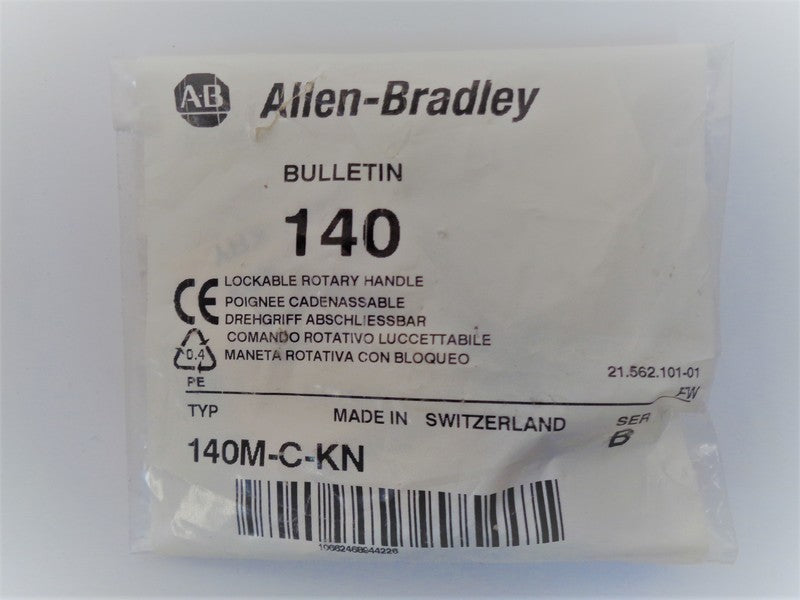 A-B Allen-Bradley
BULLETIN
140
CE
LOCKABLE ROTARY HANDLE
POIGNEE CADENASSABLE
DREHGRIFF ABSCHLIESSBAR
COMANDO ROTATIVO LUCCETTABILE
MANETA ROTATIVA CON BLOQUEO
0.4
PE
21.562.101-01
FW
TYP MADE IN SWITZERLAND SER
B
140M-C-KN
10662468944226